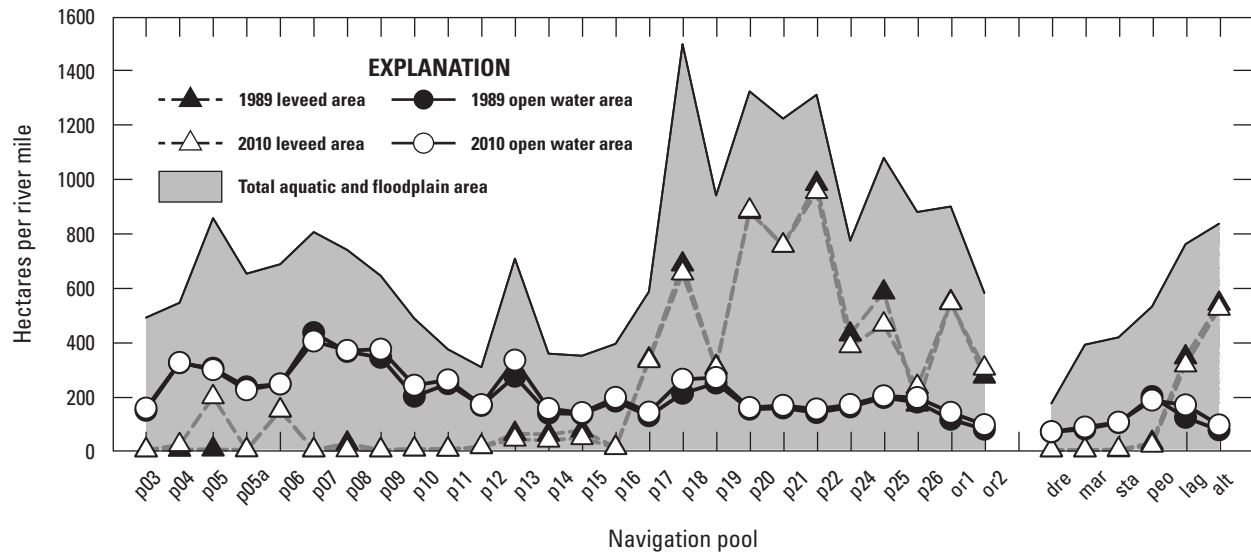 1600
1400
1200
1000
800
600
400
200
0
Hectares per river mile
EXPLANATION
1989 leveed area
1989 open water area
2010 leveed area
2010 open water area
Total aquatic and floodplain area
p03 p04 p05 p05a p06 p07 p08 p09 p10 p11 p12 p13 p14 p15 p16 p17 p18 p19 p20 p21 p22 p24 p25 p26 or1 or2 dre mar sta peo lag alt
Navigation pool